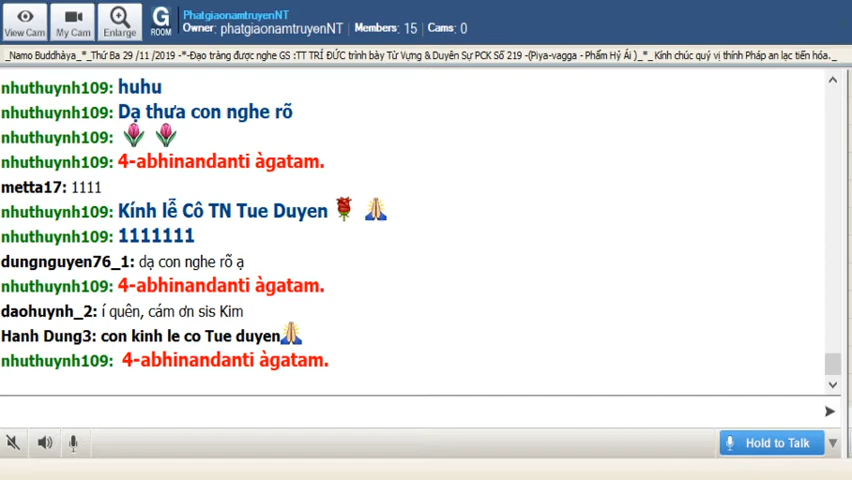 View Cam
My Cam
Enlarge
G
ROOM
PhatgiaonamtruyenNT
Owner: phatgiaonamtruyenNT Members: 15 Cams: 0
_Namo Buddhàya_*_Thứ Ba 29 /11 /2019 -*-Đạo tràng được nghe GS :TT TRÍ ĐỨC trình bày Từ Vựng & Duyên Sự PCK Số 219 -(Piya-vagga - Phẩm Hỷ Ái )_*_ Kính chúc quý vị thính Pháp an lạc tiến hóa._
nhuthuynh109: huhu
nhuthuynh109: Dạ thưa con nghe rõ
nhuthuynh109:
nhuthuynh109: 4-abhinandanti àgatam.
metta17: 1111
nhuthuynh109: Kính lễ Cô TN Tue Duyen
nhuthuynh109: 1111111
dungnguyen76_1: dạ con nghe rõ ạ
nhuthuynh109: 4-abhinandanti àgatam.
daohuynh_2: í quên, cám ơn sis Kim
Hanh Dung3: con kinh le co Tue duyen
nhuthuynh109: 4-abhinandanti àgatam.
Hold to Talk